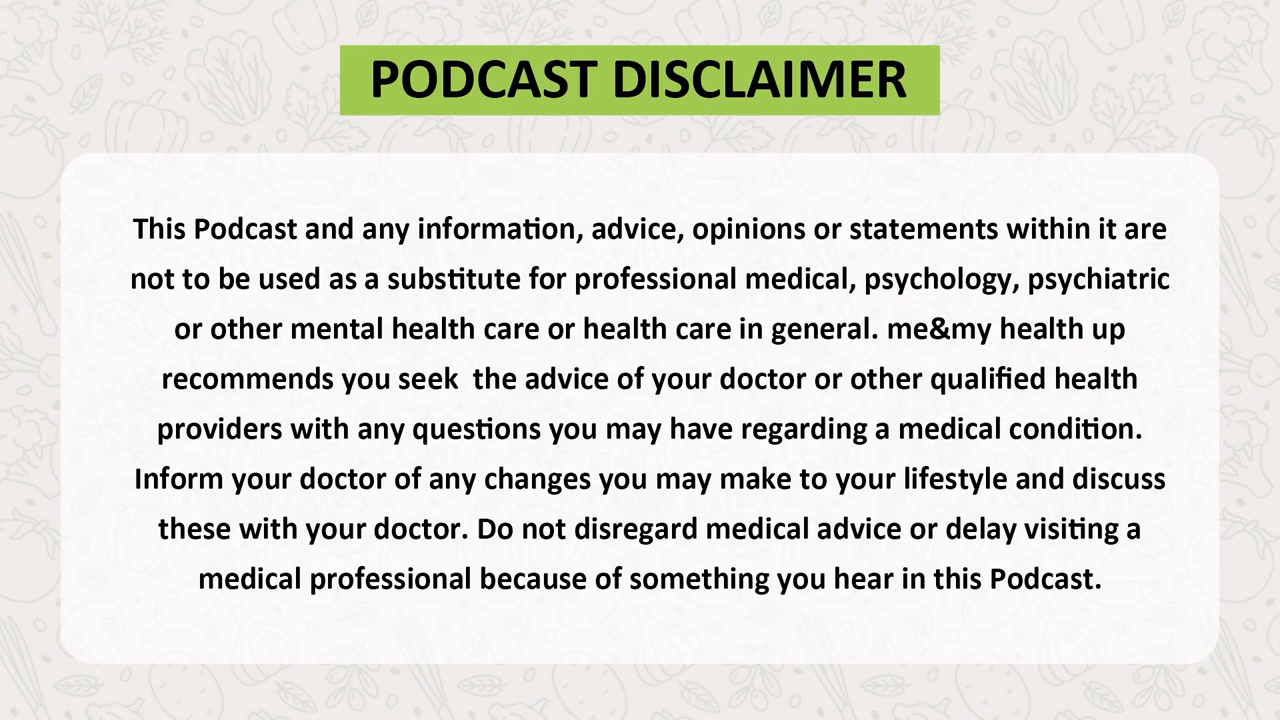 PODCAST DISCLAIMER
This Podcast and any information, advice, opinions or statements within it are
not to be used as a substitute for professional medical, psychology, psychiatric
or other mental health care or health care in general. me&my health up
recommends you seek  the advice of your doctor or other qualified health
providers with any questions you may have regarding a medical condition.
Inform your doctor of any changes you may make to your lifestyle and discuss
these with your doctor. Do not disregard medical advice or delay visiting a
medical professional because of something you hear in this Podcast.